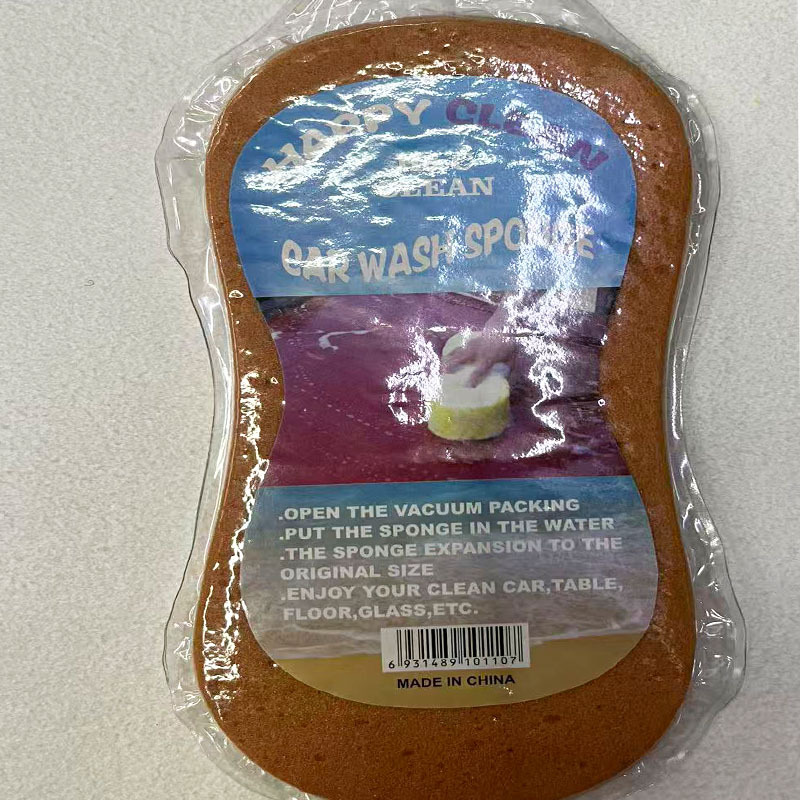 HAPPY CLEAN
CLEAN
CAR WASH SPONGE
.OPEN THE VACUUM PACKING
.PUT THE SPONGE IN THE WATER
.THE SPONGE EXPANSION TO THE
ORIGINAL SIZE
.ENJOY YOUR CLEAN CAR,TABLE,
FLOOR,GLASS,ETC.
6 931489 101107
MADE IN CHINA